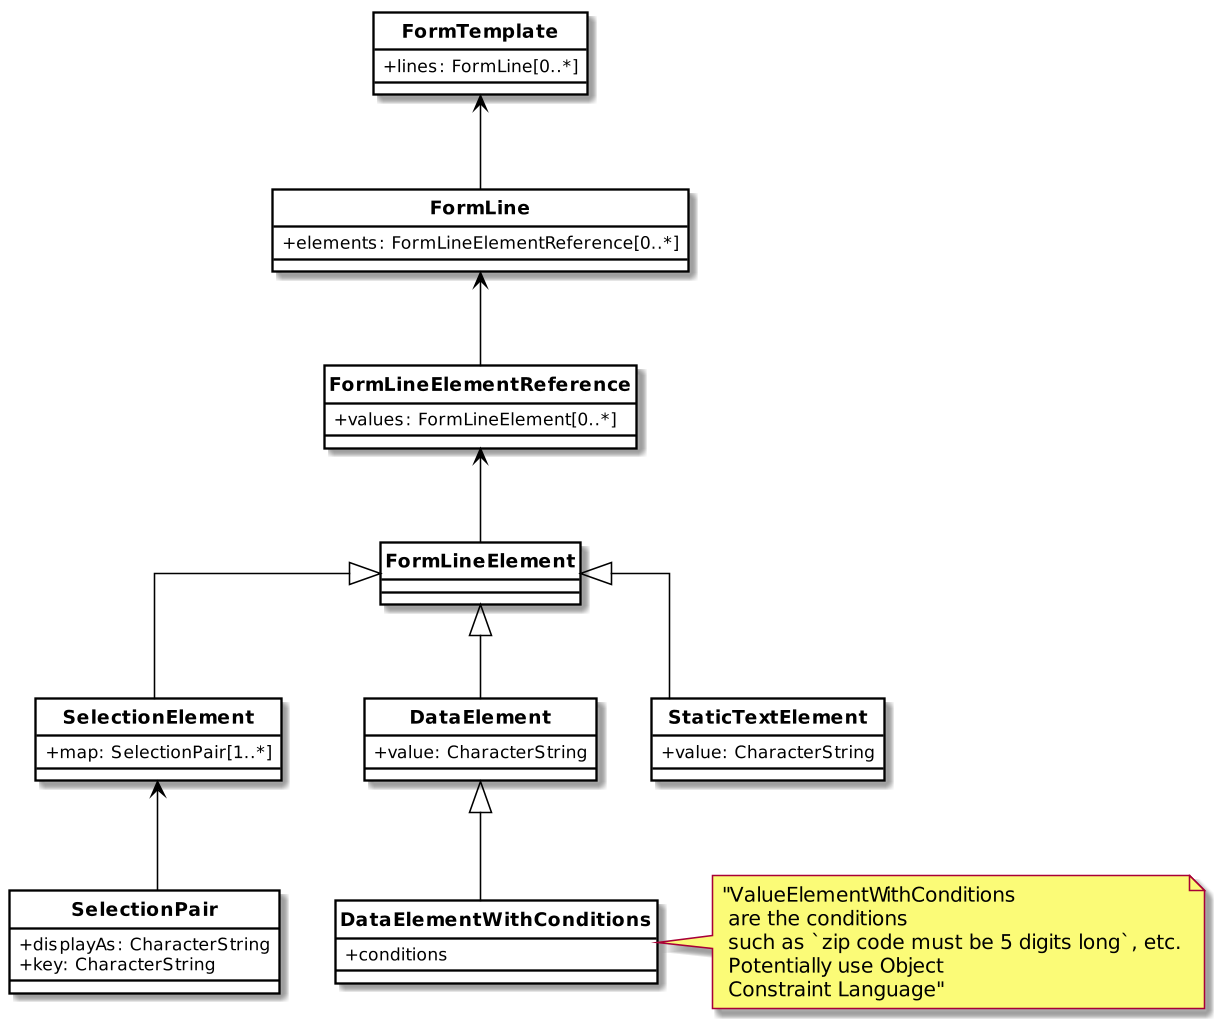 FormTemplate
+lines: FormLine[0..*]
FormLine
+elements: FormLineElementReference[0..*]
FormLineElementReference
+values: FormLineElement[0..*]
FormLineElement
SelectionElement
+map: SelectionPair[1..*]
DataElement
+value: CharacterString
StaticTextElement
+value: CharacterString
SelectionPair
+displayAs: CharacterString
+key: CharacterString
DataElementWithConditions
+conditions
"ValueElementWithConditions
are the conditions
such as `zip code must be 5 digits long`, etc.
Potentially use Object
Constraint Language"